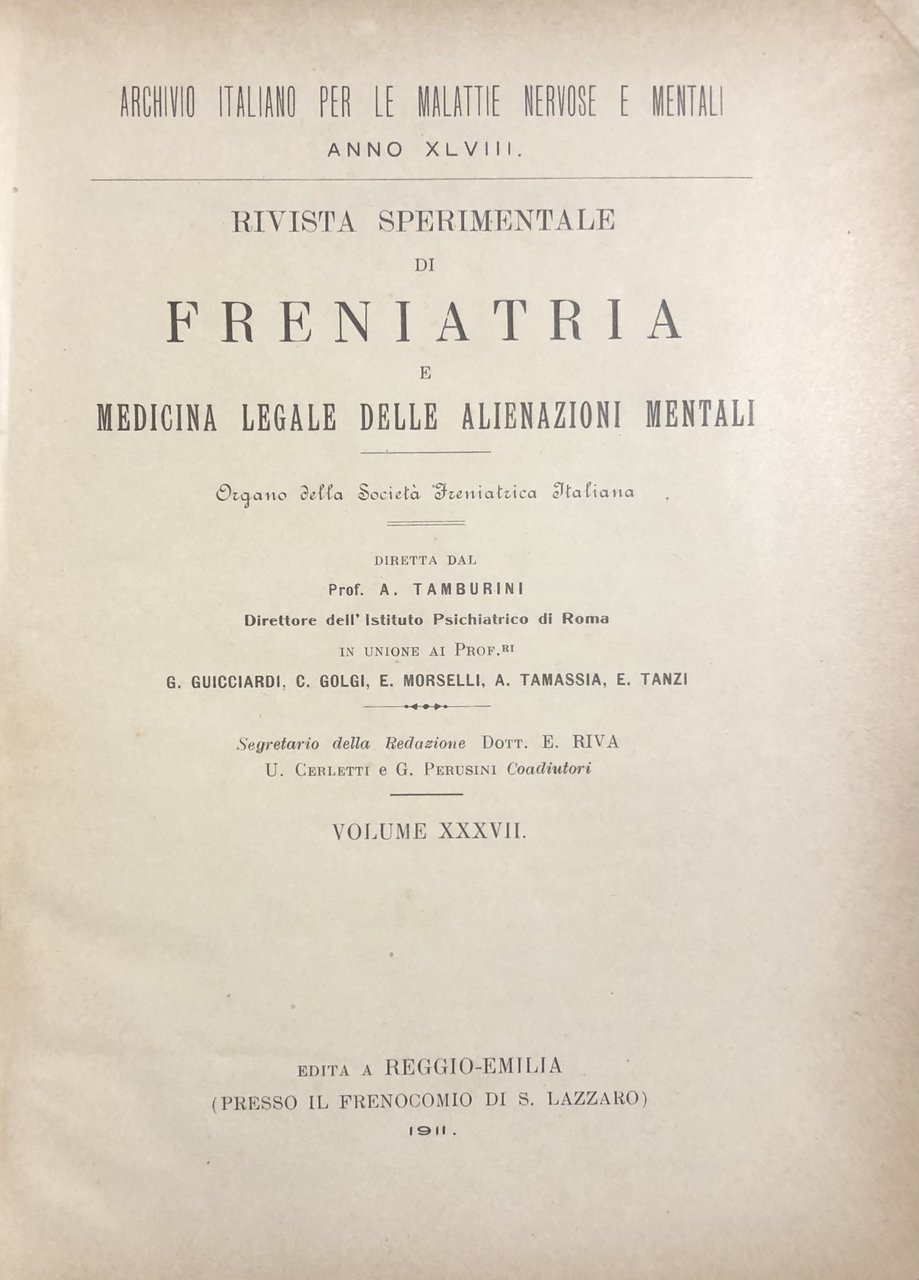 ARCHIVIO ITALIANO PER LE MALATTIE NERVOSE E MENTALI
ANNO XLVIII.
RIVISTA SPERIMENTALE
DI
FRENIATRIA
E
MEDICINA LEGALE DELLE ALIENAZIONI MENTALI
Organo della Società Freniatrica Italiana
DIRETTA DAL
Prof. A. TAMBURINI
Direttore dell' Istituto Psichiatrico di Roma
IN UNIONE AI PROF.RI
G. GUICCIARDI, C. GOLGI, E. MORSELLI, A. TAMASSIA, E. TANZI
Segretario della Redazione DOTT. E. RIVA
U. CERLETTI e G. PERUSINI Coadiutori
VOLUME XXXVII.
EDITA A REGGIO-EMILIA
(PRESSO IL FRENOCOMIO DI S. LAZZARO)
1911.